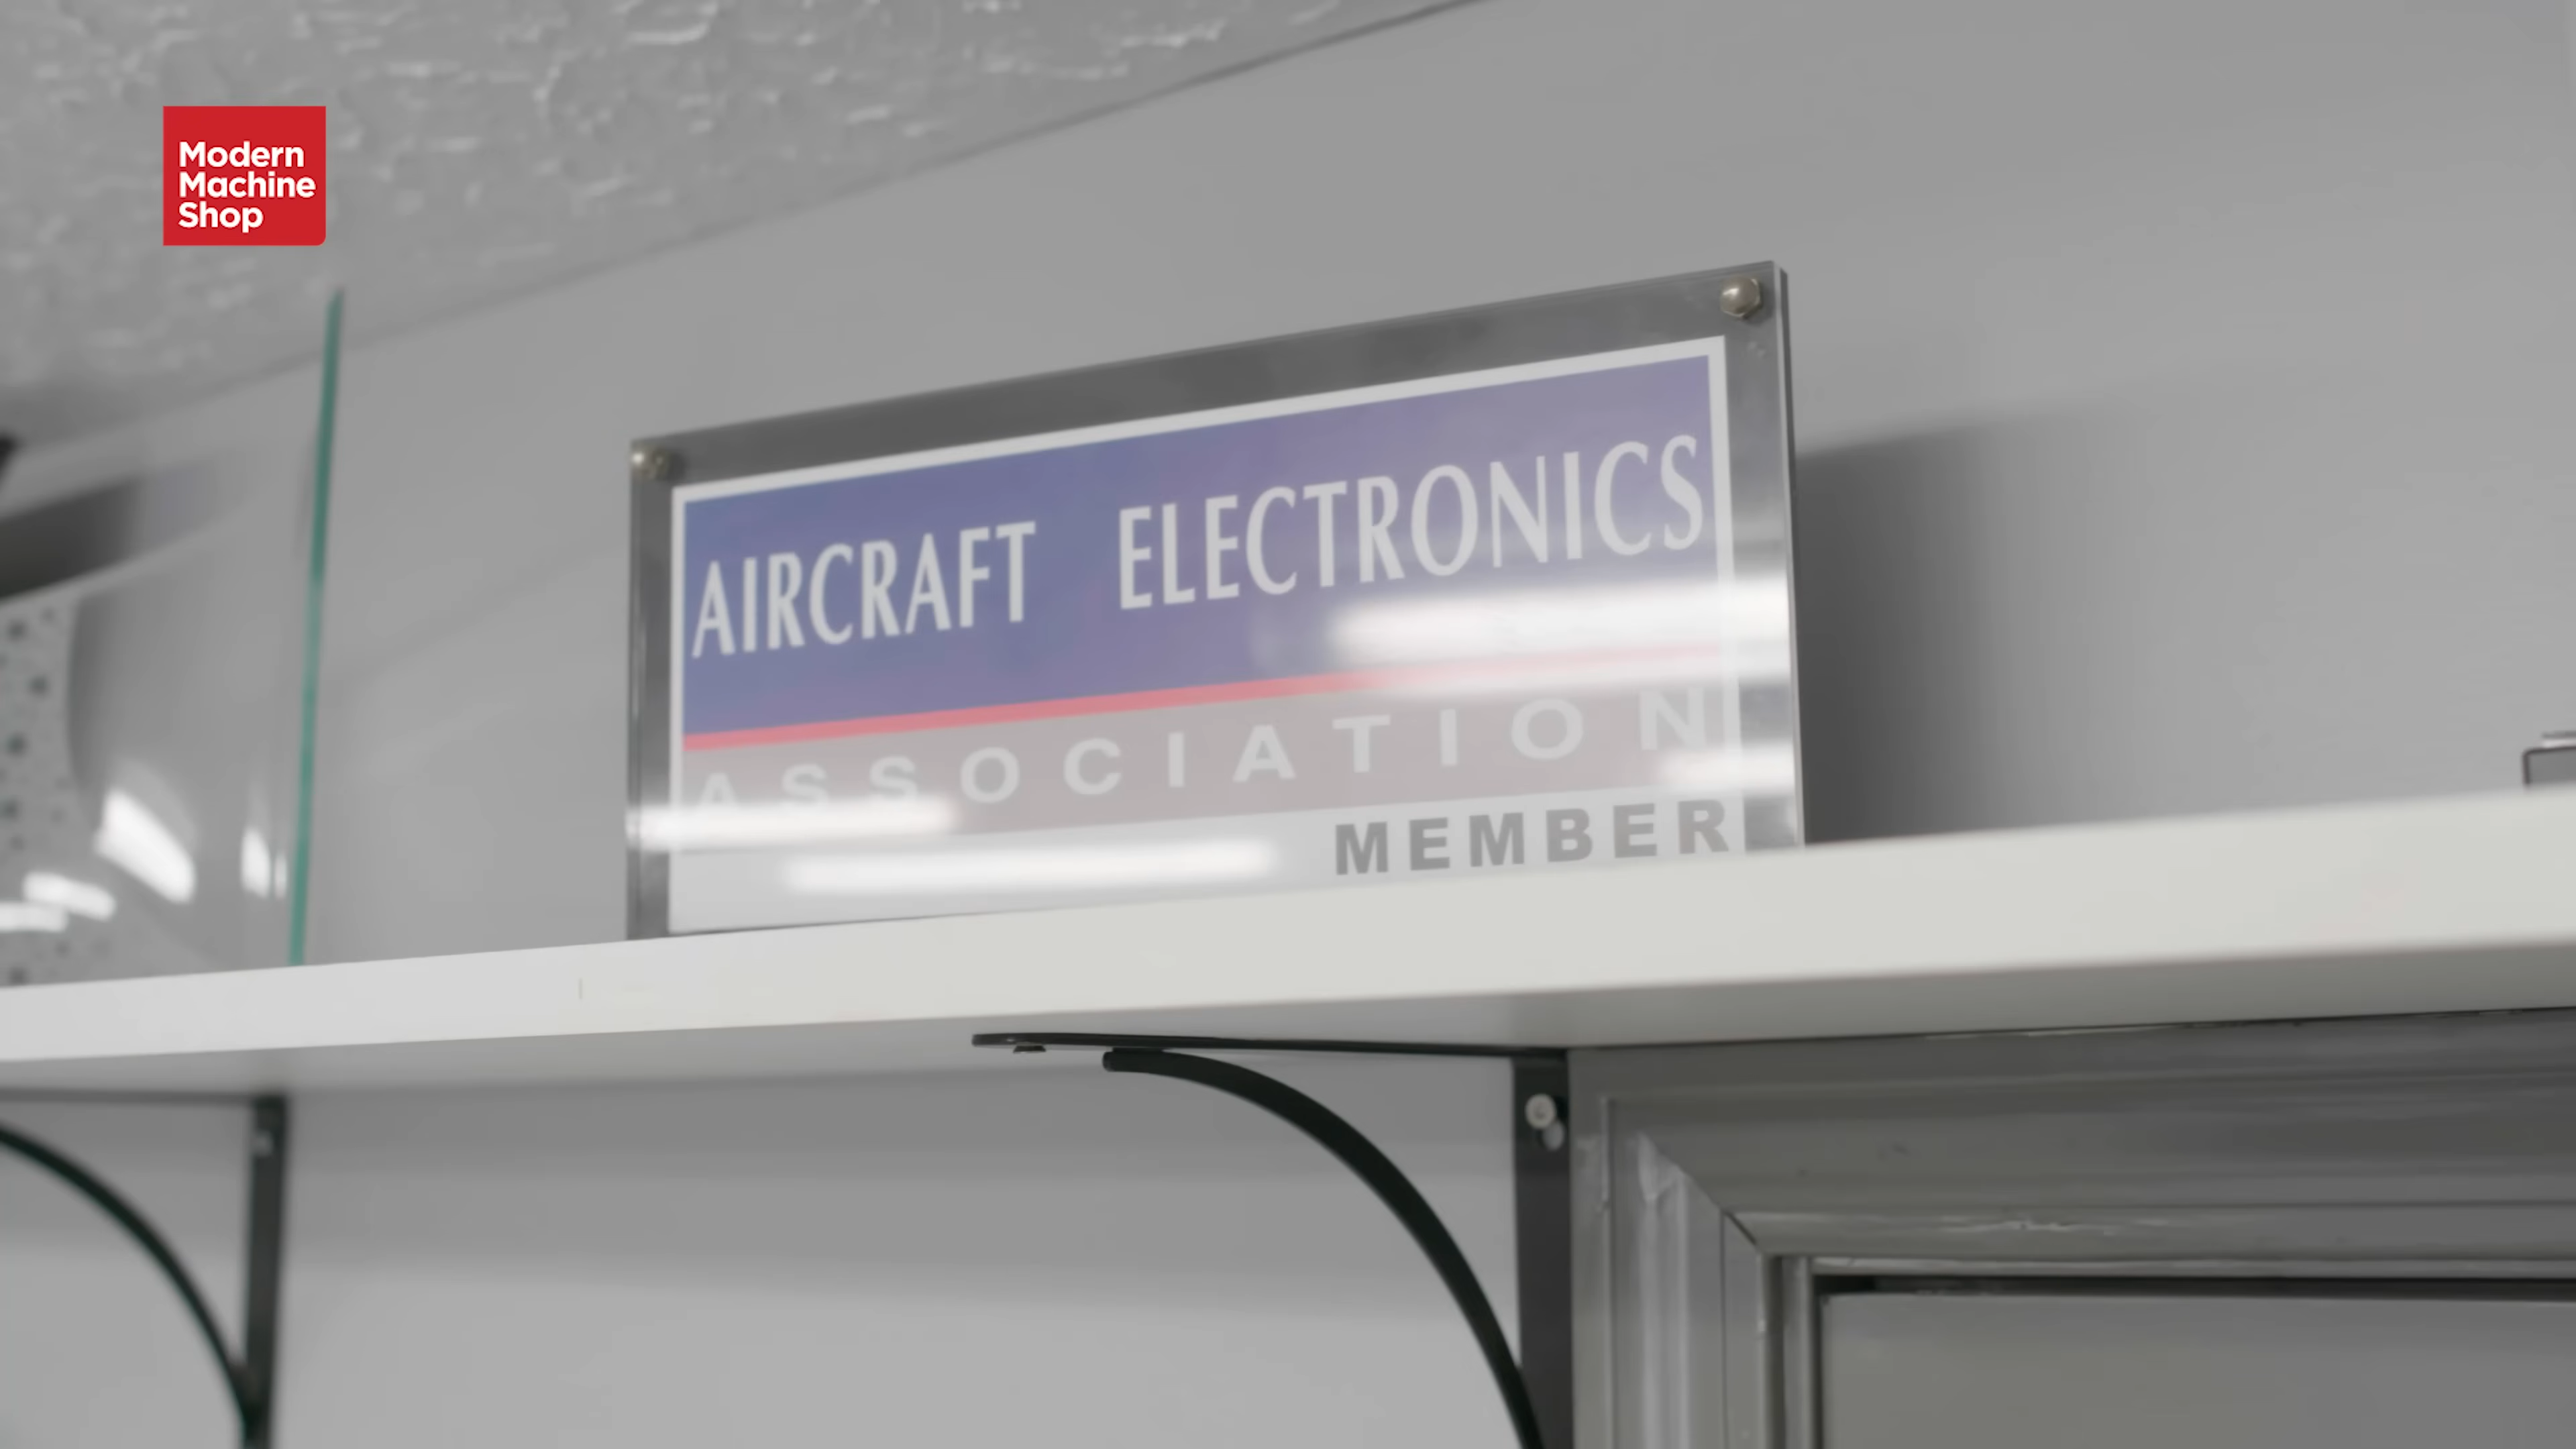 Modern
Machine
Shop
AIRCRAFT ELECTRONICS
ASSOCIATION
MEMBER